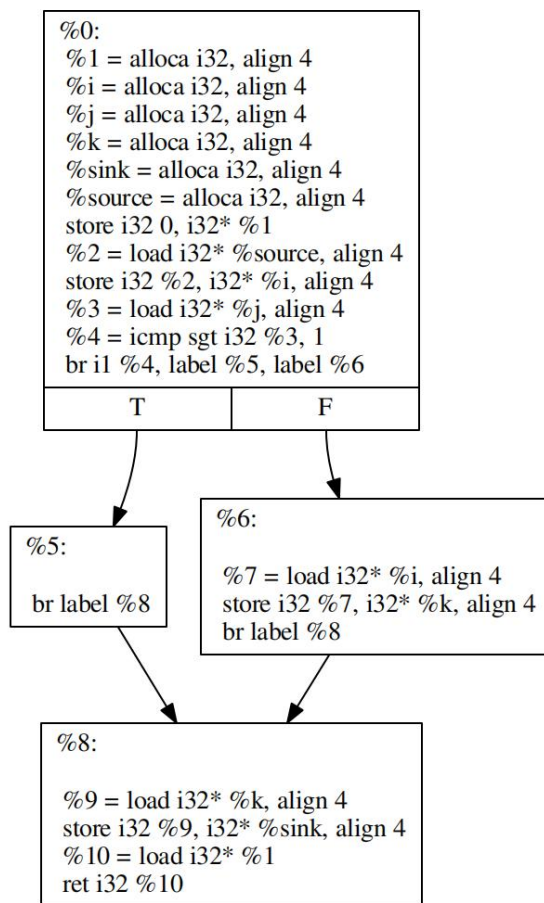 %0:
%1 = alloca i32, align 4
%i = alloca i32, align 4
%j = alloca i32, align 4
%k = alloca i32, align 4
%sink = alloca i32, align 4
%source = alloca i32, align 4
store i32 0, i32* %1
%2 = load i32* %source, align 4
store i32 %2, i32* %i, align 4
%3 = load i32* %j, align 4
%4 = icmp sgt i32 %3, 1
br i1 %4, label %5, label %6
T F
%5:
br label %8
%6:
%7 = load i32* %i, align 4
store i32 %7, i32* %k, align 4
br label %8
%8:
%9 = load i32* %k, align 4
store i32 %9, i32* %sink, align 4
%10 = load i32* %1
ret i32 %10